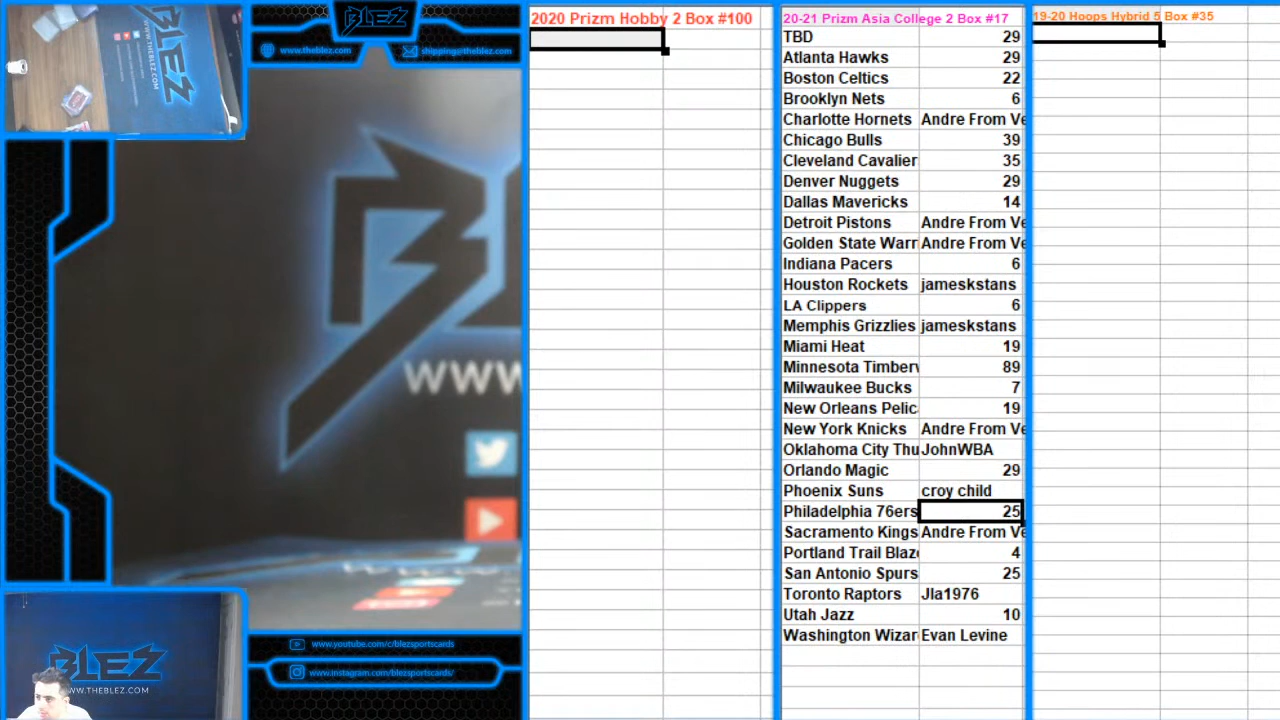 BLEZ
www.theblez.com
shipping@theblez.com
2020 Prizm Hobby 2 Box #100
20-21 Prizm Asia College 2 Box #17
19-20 Hoops Hybrid 5 Box #35
TBD 29
Atlanta Hawks 29
Boston Celtics 22
Brooklyn Nets 6
Charlotte Hornets Andre From Ve
Chicago Bulls 39
Cleveland Cavalier 35
Denver Nuggets 29
Dallas Mavericks 14
Detroit Pistons Andre From Ve
Golden State Warr Andre From Ve
Indiana Pacers 6
Houston Rockets jameskstans
LA Clippers 6
Memphis Grizzlies jameskstans
Miami Heat 19
Minnesota Timberv 89
Milwaukee Bucks 7
New Orleans Pelic 19
New York Knicks Andre From Ve
Oklahoma City Thu JohnWBA
Orlando Magic 29
Phoenix Suns croy child
Philadelphia 76ers 25
Sacramento Kings Andre From Ve
Portland Trail Blaz 4
San Antonio Spurs 25
Toronto Raptors Jla1976
Utah Jazz 10
Washington Wizar Evan Levine
BLEZ
WWW.THEBLEZ.COM
WWW
www.youtube.com/c/blezsportscards
www.instagram.com/blezsportscards/
BLEZ
WWW.THEBLEZ.COM